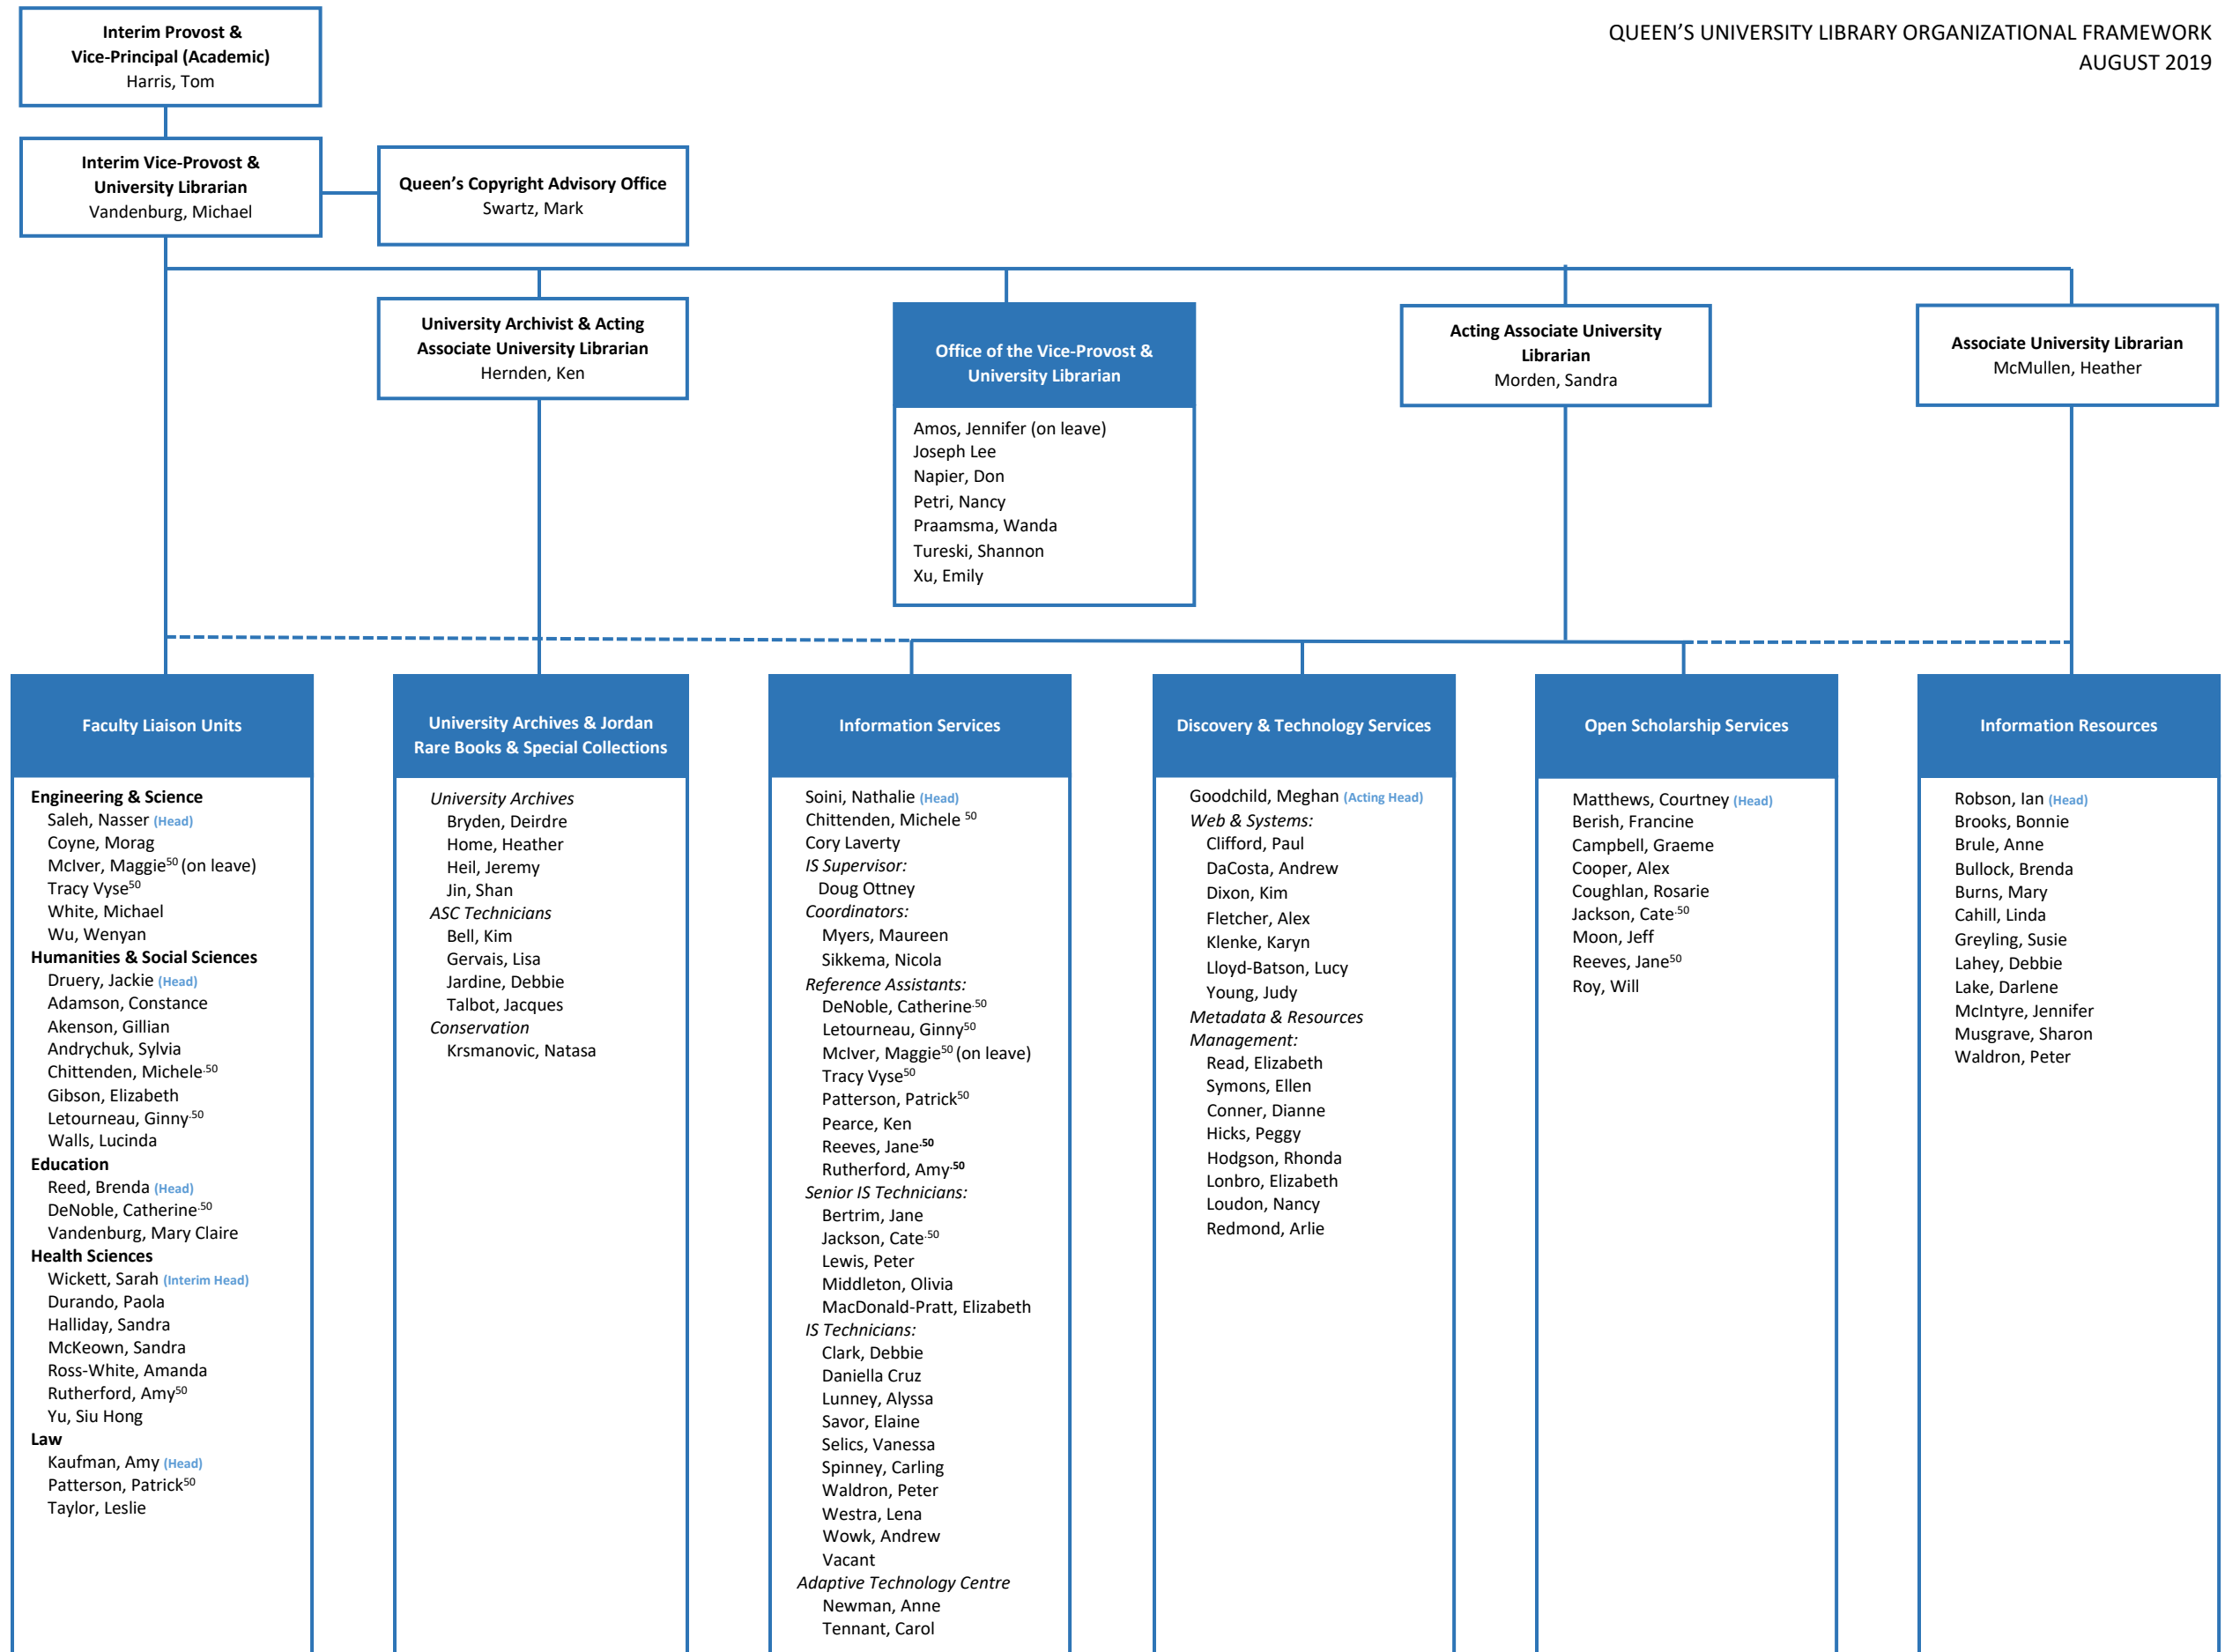 QUEEN'S UNIVERSITY LIBRARY ORGANIZATIONAL FRAMEWORK
AUGUST 2019
Interim Provost &
Vice-Principal (Academic)
Harris, Tom
Interim Vice-Provost &
University Librarian
Vandenburg, Michael
Queen's Copyright Advisory Office
Swartz, Mark
University Archivist & Acting
Associate University Librarian
Hernden, Ken
Office of the Vice-Provost &
University Librarian
Amos, Jennifer (on leave)
Joseph Lee
Napier, Don
Petri, Nancy
Praamsma, Wanda
Tureski, Shannon
Xu, Emily
Acting Associate University
Librarian
Morden, Sandra
Associate University Librarian
McMullen, Heather
Faculty Liaison Units
Engineering & Science
Saleh, Nasser (Head)
Coyne, Morag
McIver, Maggie50 (on leave)
Tracy Vyse50
White, Michael
Wu, Wenyan
Humanities & Social Sciences
Druery, Jackie (Head)
Adamson, Constance
Akenson, Gillian
Andrychuk, Sylvia
Chittenden, Michele.50
Gibson, Elizabeth
Letourneau, Ginny.50
Walls, Lucinda
Education
Reed, Brenda (Head)
DeNoble, Catherine.50
Vandenburg, Mary Claire
Health Sciences
Wickett, Sarah (Interim Head)
Durando, Paola
Halliday, Sandra
McKeown, Sandra
Ross-White, Amanda
Rutherford, Amy50
Yu, Siu Hong
Law
Kaufman, Amy (Head)
Patterson, Patrick50
Taylor, Leslie
University Archives & Jordan
Rare Books & Special Collections
University Archives
Bryden, Deirdre
Home, Heather
Heil, Jeremy
Jin, Shan
ASC Technicians
Bell, Kim
Gervais, Lisa
Jardine, Debbie
Talbot, Jacques
Conservation
Krsmanovic, Natasa
Information Services
Soini, Nathalie (Head)
Chittenden, Michele 50
Cory Laverty
IS Supervisor:
Doug Ottney
Coordinators:
Myers, Maureen
Sikkema, Nicola
Reference Assistants:
DeNoble, Catherine.50
Letourneau, Ginny50
McIver, Maggie50 (on leave)
Tracy Vyse50
Patterson, Patrick50
Pearce, Ken
Reeves, Jane.50
Rutherford, Amy.50
Senior IS Technicians:
Bertrim, Jane
Jackson, Cate.50
Lewis, Peter
Middleton, Olivia
MacDonald-Pratt, Elizabeth
IS Technicians:
Clark, Debbie
Daniella Cruz
Lunney, Alyssa
Savor, Elaine
Selics, Vanessa
Spinney, Carling
Waldron, Peter
Westra, Lena
Wowk, Andrew
Vacant
Adaptive Technology Centre
Newman, Anne
Tennant, Carol
Discovery & Technology Services
Goodchild, Meghan (Acting Head)
Web & Systems:
Clifford, Paul
DaCosta, Andrew
Dixon, Kim
Fletcher, Alex
Klenke, Karyn
Lloyd-Batson, Lucy
Young, Judy
Metadata & Resources
Management:
Read, Elizabeth
Symons, Ellen
Conner, Dianne
Hicks, Peggy
Hodgson, Rhonda
Lonbro, Elizabeth
Loudon, Nancy
Redmond, Arlie
Open Scholarship Services
Matthews, Courtney (Head)
Berish, Francine
Campbell, Graeme
Cooper, Alex
Coughlan, Rosarie
Jackson, Cate.50
Moon, Jeff
Reeves, Jane50
Roy, Will
Information Resources
Robson, Ian (Head)
Brooks, Bonnie
Brule, Anne
Bullock, Brenda
Burns, Mary
Cahill, Linda
Greyling, Susie
Lahey, Debbie
Lake, Darlene
McIntyre, Jennifer
Musgrave, Sharon
Waldron, Peter